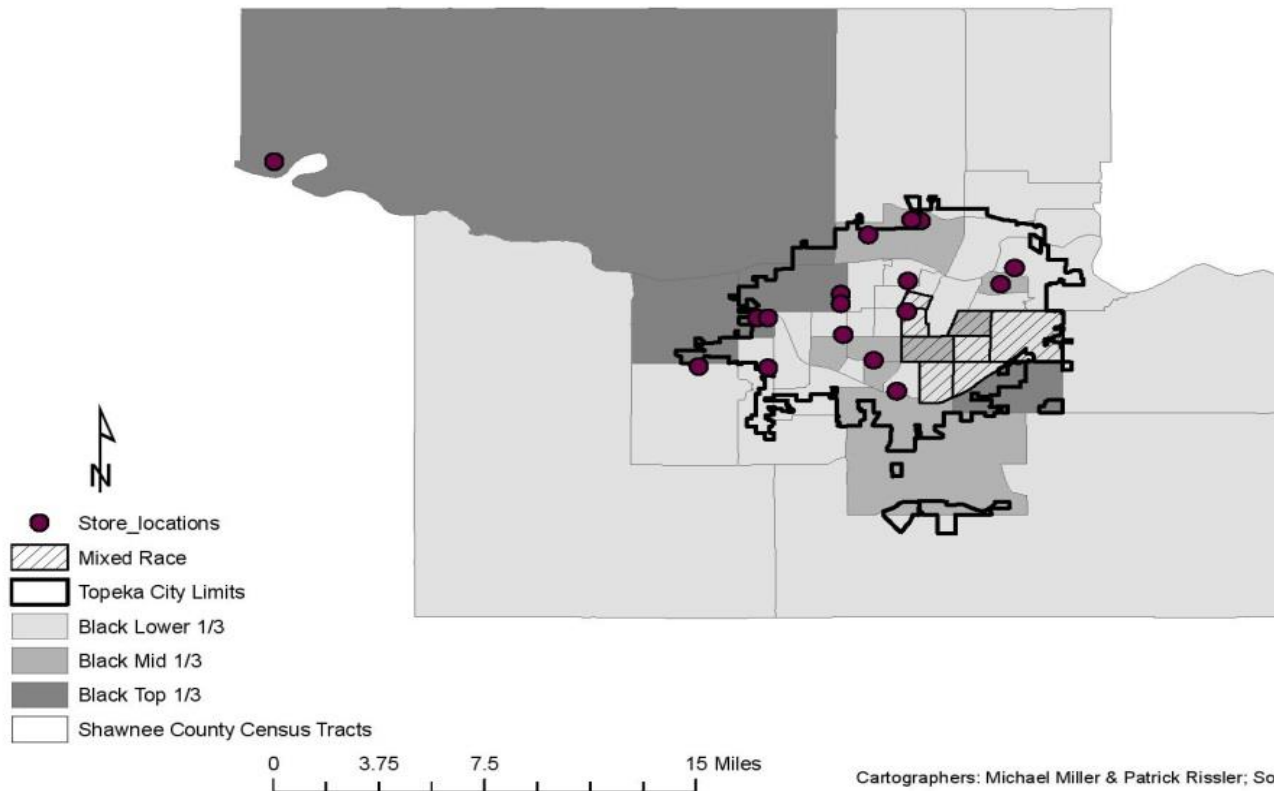 N
Store_locations
Mixed Race
Topeka City Limits
Black Lower 1/3
Black Mid 1/3
Black Top 1/3
Shawnee County Census Tracts
0 3.75 7.5 15 Miles
Cartographers: Michael Miller & Patrick Rissler; So